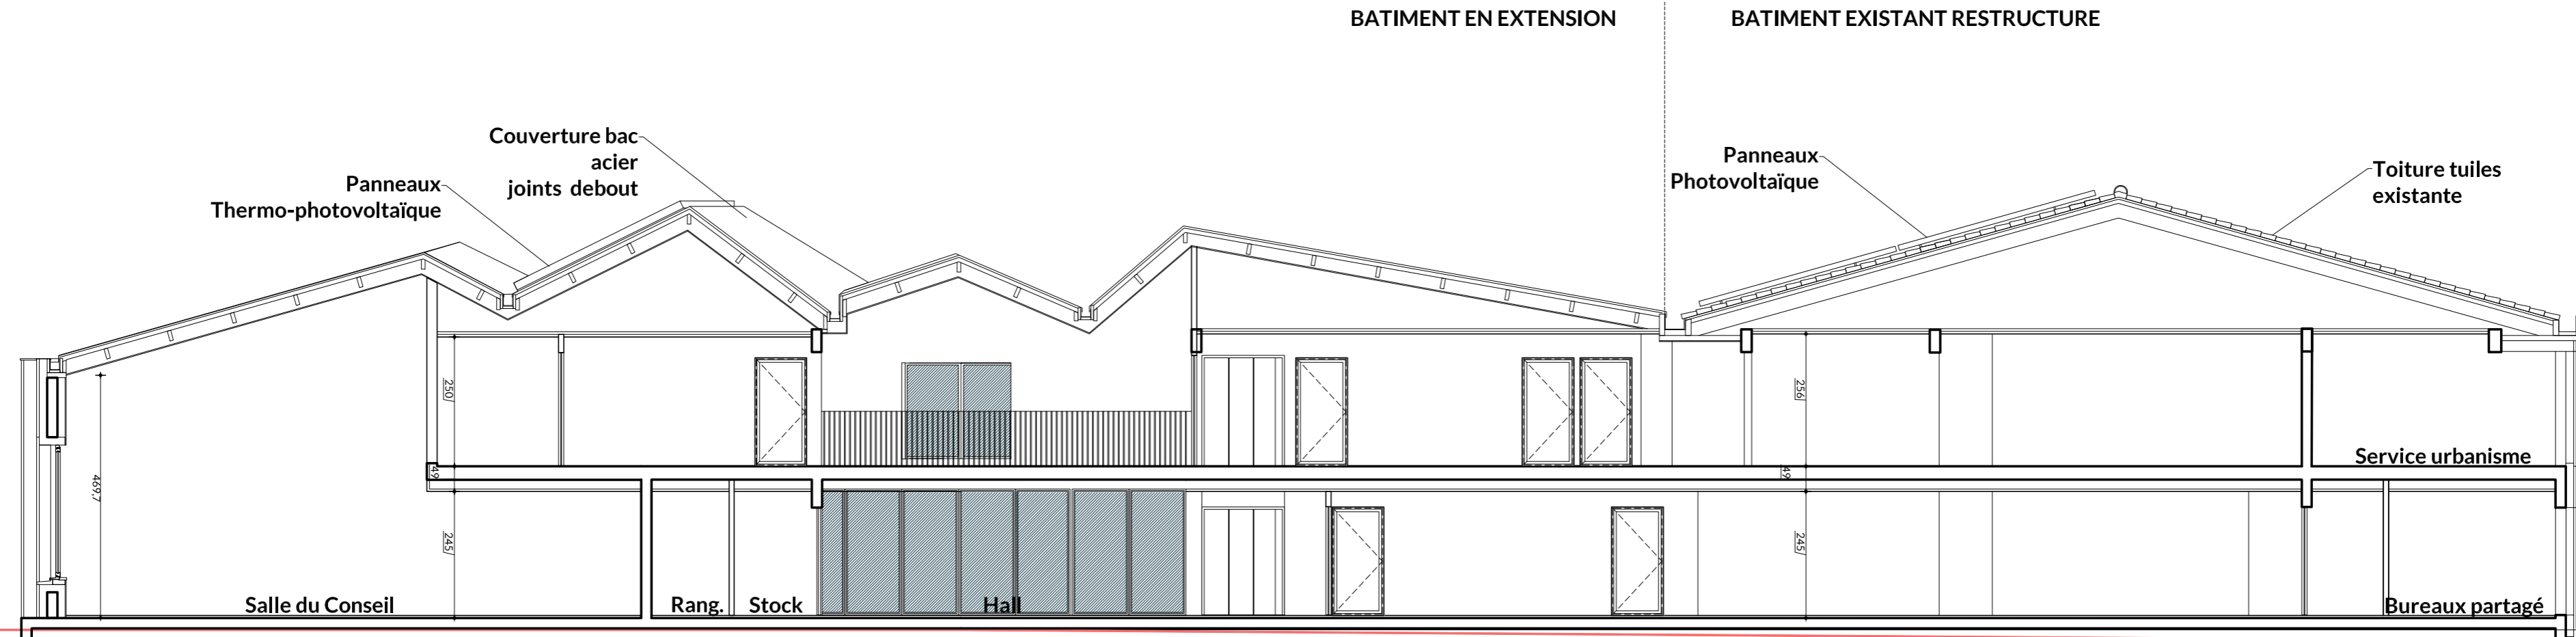 BATIMENT EN EXTENSION
BATIMENT EXISTANT RESTRUCTURE
Couverture bac
acier
joints debout
Panneaux
Thermo-photovoltaïque
Panneaux
Photovoltaïque
Toiture tuiles
existante
250
256
49
49
469,7
Service urbanisme
245
245
Salle du Conseil
Rang.
Stock
Hall
Bureaux partagé